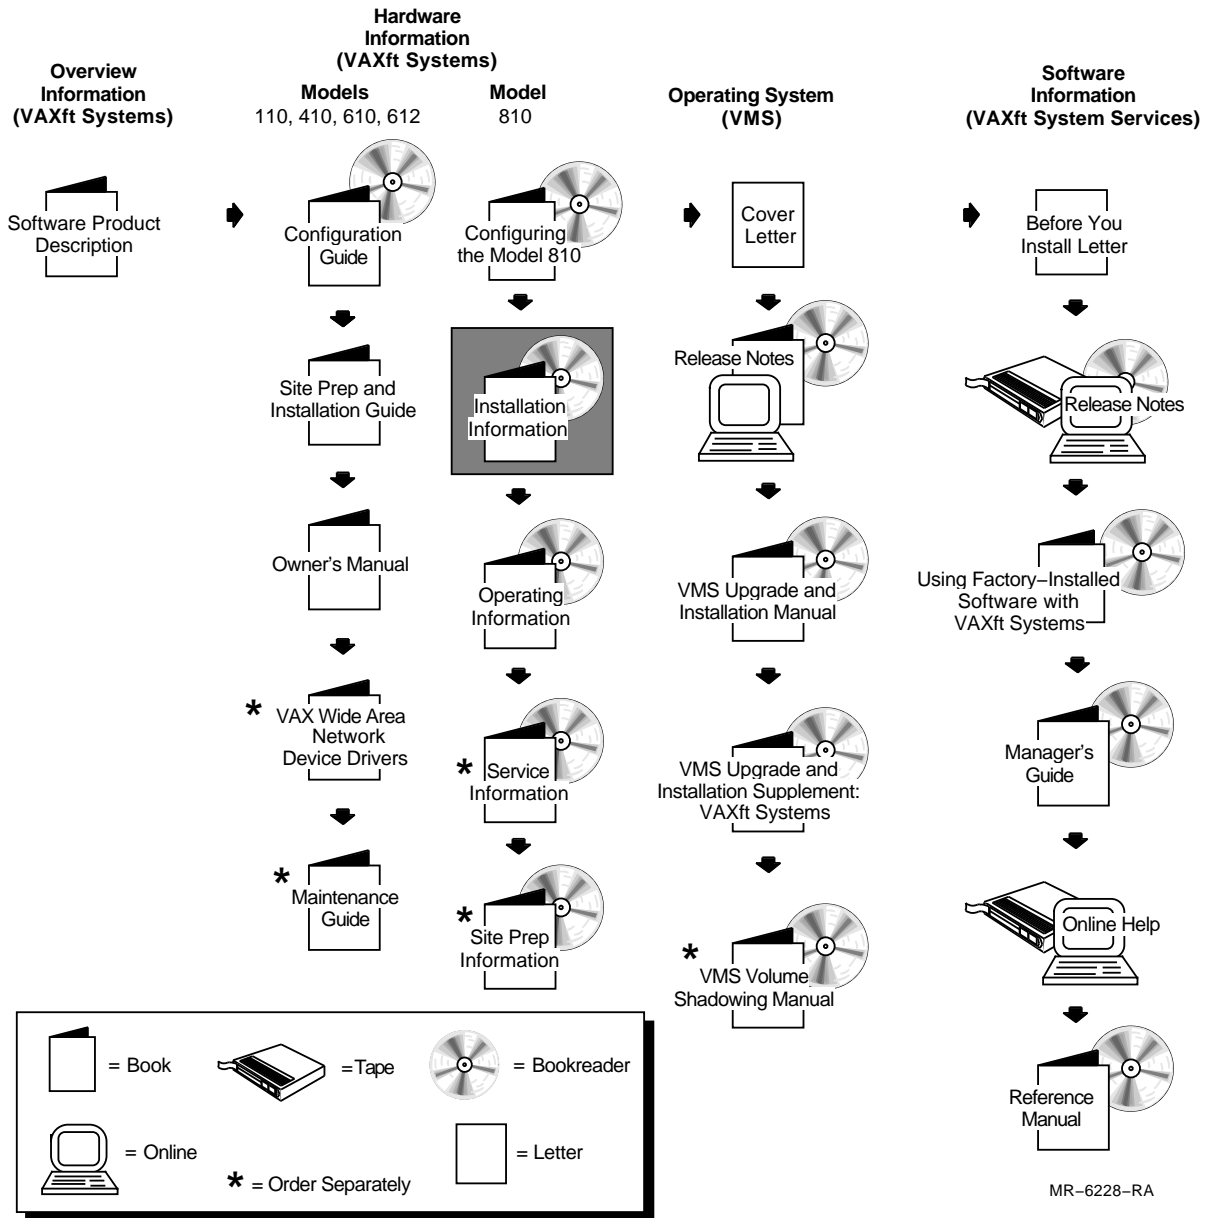 Overview
Information
(VAXft Systems)
Software Product
Description
Hardware
Information
(VAXft Systems)
Models
110, 410, 610, 612
Configuration
Guide
Site Prep and
Installation Guide
Owner's Manual
* VAX Wide Area
Network
Device Drivers
* Maintenance
Guide
Model
810
Configuring
the Model 810
Installation
Information
Operating
Information
* Service
Information
* Site Prep
Information
Operating System
(VMS)
Cover
Letter
Release Notes
VMS Upgrade and
Installation Manual
VMS Upgrade and
Installation Supplement:
VAXft Systems
* VMS Volume
Shadowing Manual
Software
Information
(VAXft System Services)
Before You
Install Letter
Release Notes
Using Factory–Installed
Software with
VAXft Systems
Manager's
Guide
Online Help
Reference
Manual
= Book
=Tape
= Bookreader
= Online
* = Order Separately
= Letter
MR–6228–RA